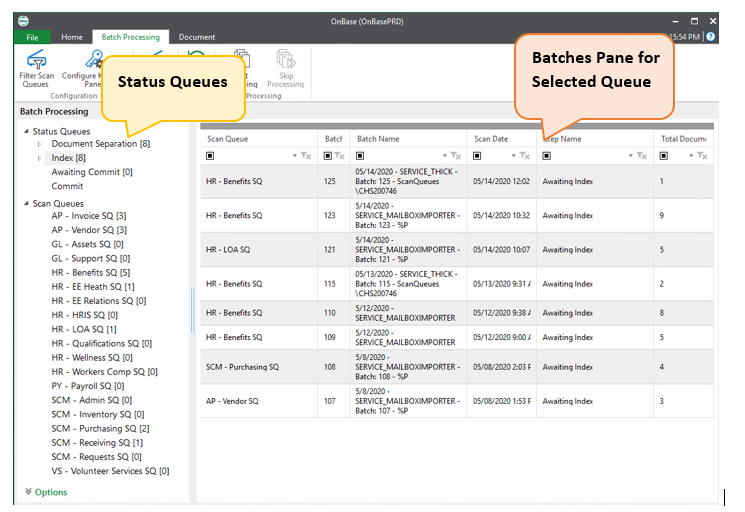 OnBase (OnBasePRD)
File Home Batch Processing Document
5:54 PM
Filter Scan
Queues
Configure
Pane
Skip
Processing
Configuration
Processing
Status Queues
Batches Pane for
Selected Queue
Batch Processing
Status Queues
Document Separation [8]
Index [8]
Awaiting Commit [0]
Commit
Scan Queues
AP - Invoice SQ [3]
AP - Vendor SQ [3]
GL - Assets SQ [0]
GL - Support SQ [0]
HR - Benefits SQ [5]
HR - EE Heath SQ [1]
HR - EE Relations SQ [0]
HR - HRIS SQ [0]
HR - LOA SQ [1]
HR - Qualifications SQ [0]
HR - Wellness SQ [0]
HR - Workers Comp SQ [0]
PY - Payroll SQ [0]
SCM - Admin SQ [0]
SCM - Inventory SQ [0]
SCM - Purchasing SQ [2]
SCM - Receiving SQ [1]
SCM - Requests SQ [0]
VS - Volunteer Services SQ [0]
Options
Scan Queue Batch Batch Name Scan Date Step Name Total Docume
HR - Benefits SQ 125 05/14/2020 - SERVICE_THICK -
Batch: 125 - ScanQueues
\CHS200746 05/14/2020 12:02 Awaiting Index 1
HR - Benefits SQ 123 5/14/2020 -
SERVICE_MAILBOXIMPORTER -
Batch: 123 - %P 05/14/2020 10:32 Awaiting Index 9
HR - LOA SQ 121 5/14/2020 -
SERVICE_MAILBOXIMPORTER -
Batch: 121 - %P 05/14/2020 10:07 Awaiting Index 5
HR - Benefits SQ 115 05/13/2020 - SERVICE_THICK -
Batch: 115 - ScanQueues
\CHS200746 05/13/2020 9:31 A Awaiting Index 2
HR - Benefits SQ 110 5/12/2020 -
SERVICE_MAILBOXIMPORTER 05/12/2020 9:38 A Awaiting Index 8
HR - Benefits SQ 109 5/12/2020 -
SERVICE_MAILBOXIMPORTER 05/12/2020 9:00 A Awaiting Index 5
SCM - Purchasing SQ 108 5/8/2020 -
SERVICE_MAILBOXIMPORTER -
Batch: 108 - %P 05/08/2020 2:03 P Awaiting Index 4
AP - Vendor SQ 107 5/8/2020 -
SERVICE_MAILBOXIMPORTER -
Batch: 107 - %P 05/08/2020 1:53 P Awaiting Index 3